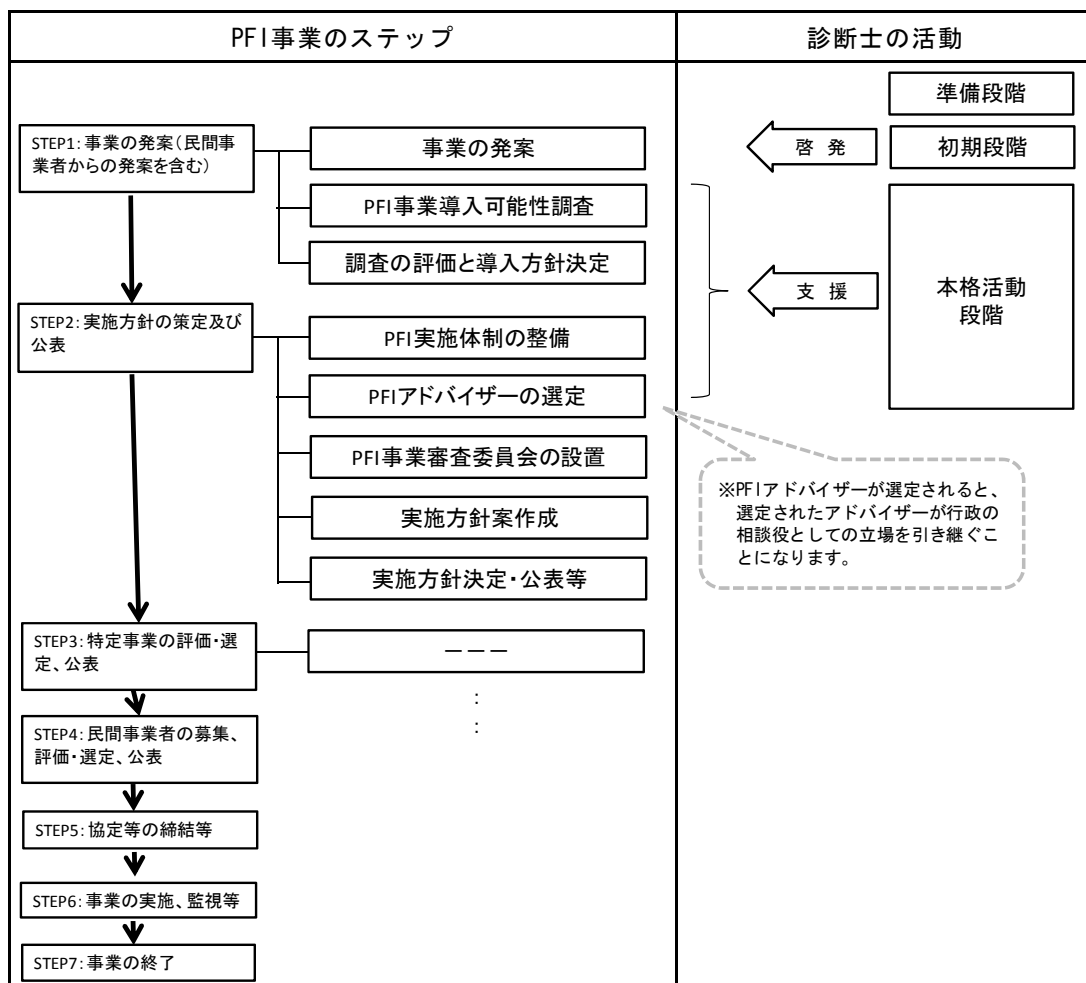 PFI事業のステップ
診断士の活動
準備段階
STEP1:事業の発案(民間事
業者からの発案を含む)
事業の発案
啓 発
初期段階
PFI事業導入可能性調査
調査の評価と導入方針決定
支 援
本格活動
段階
STEP2:実施方針の策定及び
公表
PFI実施体制の整備
PFIアドバイザーの選定
PFI事業審査委員会の設置
※PFIアドバイザーが選定されると、
選定されたアドバイザーが行政の
相談役としての立場を引き継ぐこ
とになります。
実施方針案作成
実施方針決定・公表等
STEP3:特定事業の評価・選
定、公表
ーーー
:
:
STEP4:民間事業者の募集、
評価・選定、公表
STEP5:協定等の締結等
STEP6:事業の実施、監視等
STEP7:事業の終了